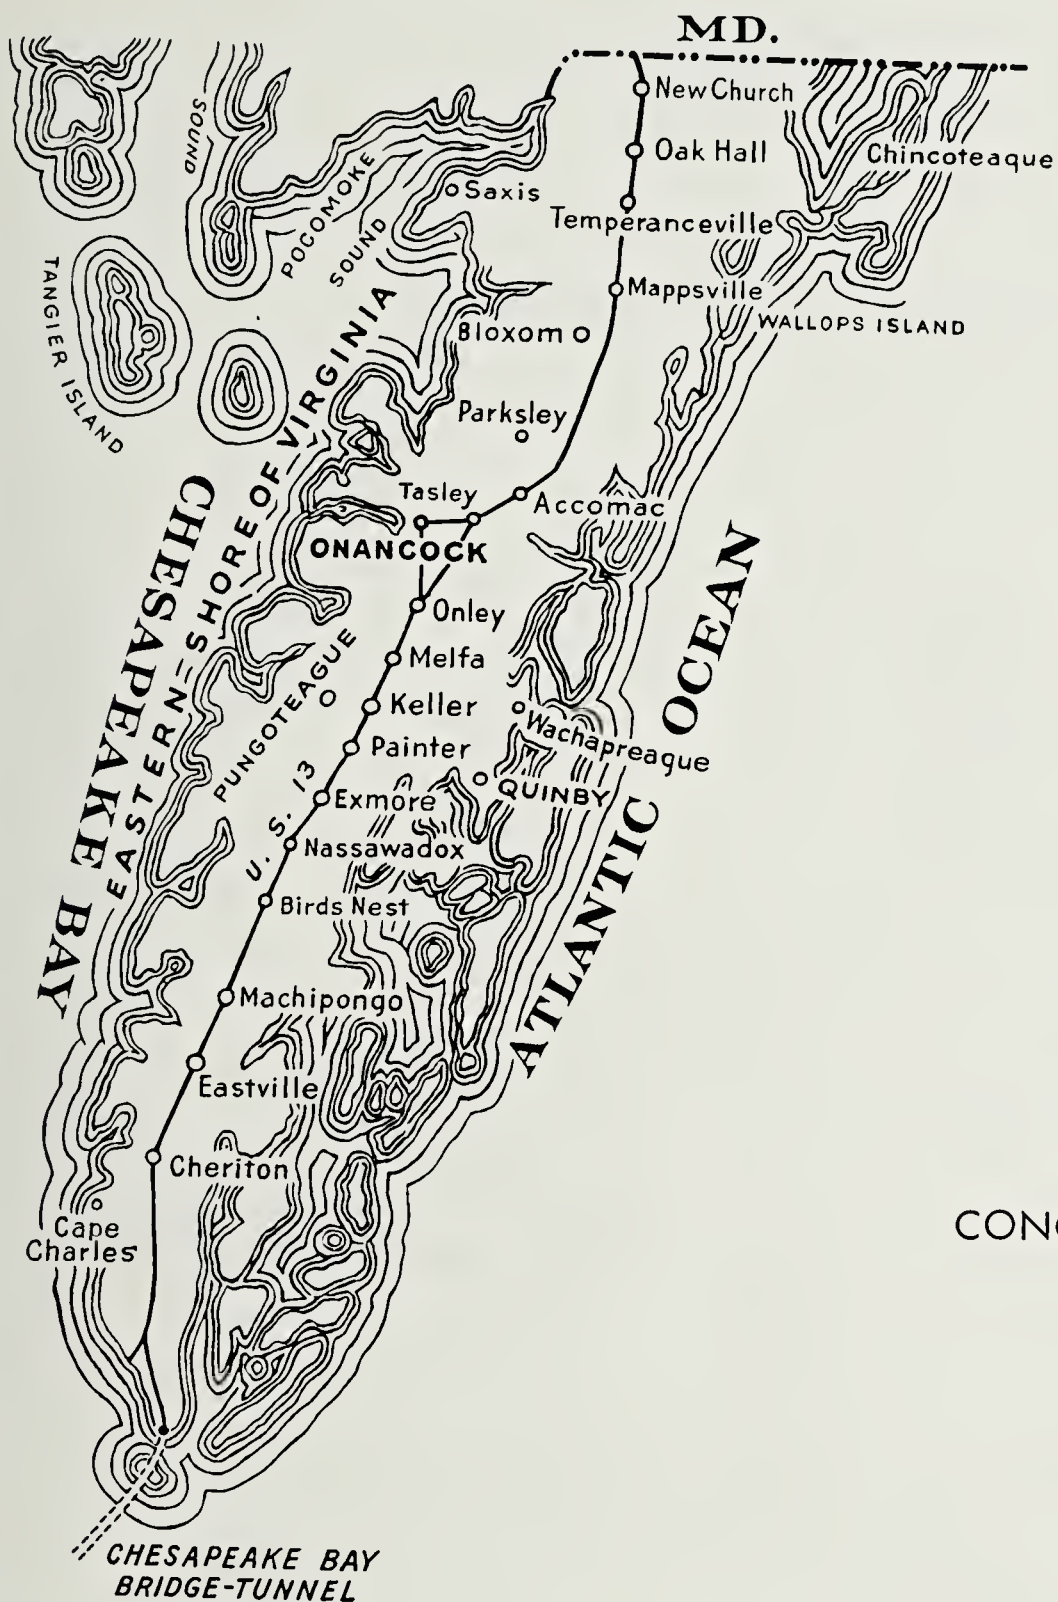 MD.
New Church
Oak Hall
Chincoteaque
SOUND
POCOMOKE
SOUND
Saxis
Temperanceville
TANGIER ISLAND
Mappsville
WALLOPS ISLAND
Bloxom
Parksley
Tasley
Accomac
ONANCOCK
CHESAPEAKE BAY
EASTERN-SHORE OF VIRGINIA
Onley
Melfa
PUNGOTEAGUE
Keller
Wachapreague
ATLANTIC OCEAN
Painter
U. S. 13
Exmore
QUINBY
Nassawadox
Birds Nest
Machipongo
Eastville
Cheriton
Cape
Charles
CONG
CHESAPEAKE BAY
BRIDGE-TUNNEL